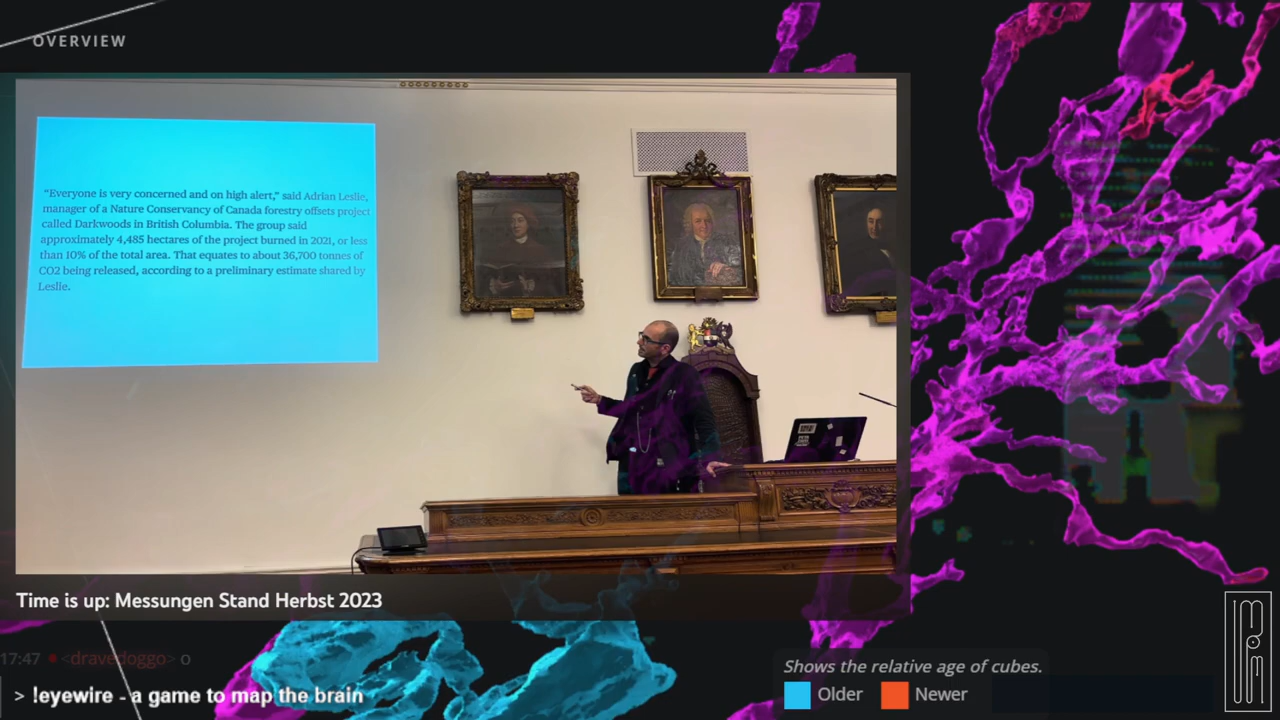 OVERVIEW
"Everyone is very concerned and on high alert," said Adrian Leslie,
manager of a Nature Conservancy of Canada forestry offsets project
called Darkwoods in British Columbia. The group said
approximately 4,485 hectares of the project burned in 2021, or less
than 10% of the total area. That equates to about 36,700 tonnes of
CO2 being released, according to a preliminary estimate shared by
Leslie.
Time is up: Messungen Stand Herbst 2023
17:47 <dravedoggo> o
> !eyewire - a game to map the brain
Shows the relative age of cubes.
Older Newer